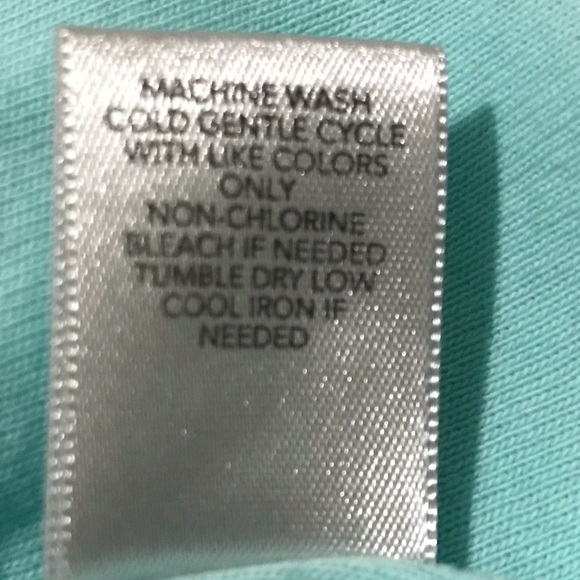 MACHINE WASH
COLD GENTLE CYCLE
WITH LIKE COLORS
ONLY
NON-CHLORINE
BLEACH IF NEEDED
TUMBLE DRY LOW
COOL IRON IF
NEEDED